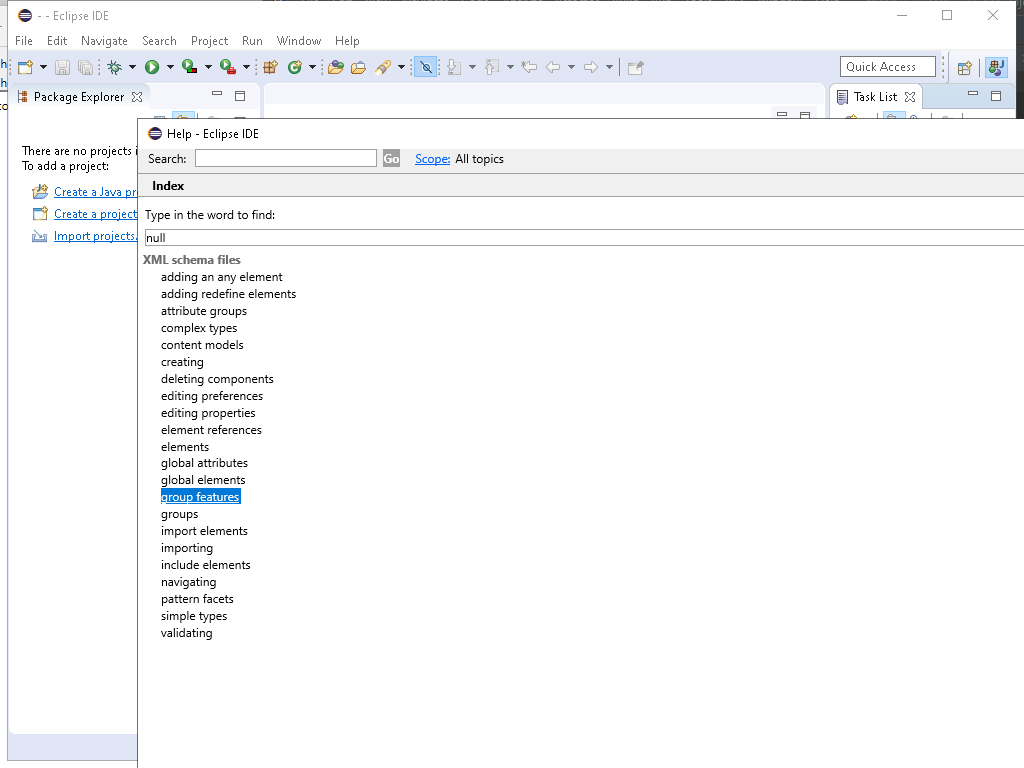 - - Eclipse IDE
File Edit Navigate Search Project Run Window Help
Quick Access
Package Explorer
Task List
There are no projects i
To add a project:
Create a Java pr
Create a project
Import projects.
Help - Eclipse IDE
Search: Go Scope: All topics
Index
Type in the word to find:
null
XML schema files
adding an any element
adding redefine elements
attribute groups
complex types
content models
creating
deleting components
editing preferences
editing properties
element references
elements
global attributes
global elements
group features
groups
import elements
importing
include elements
navigating
pattern facets
simple types
validating